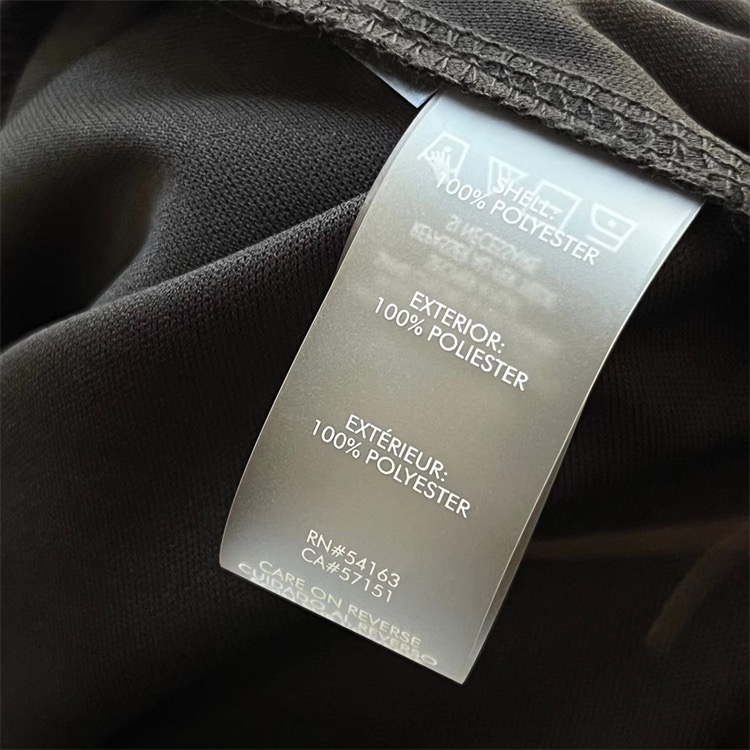 SHELL:
100% POLYESTER
EXTERIOR:
100% POLIESTER
EXTÉRIEUR:
100% POLYESTER
RN#54163
CA#57151
CARE ON REVERSE
CUIDADO AL REVERSO